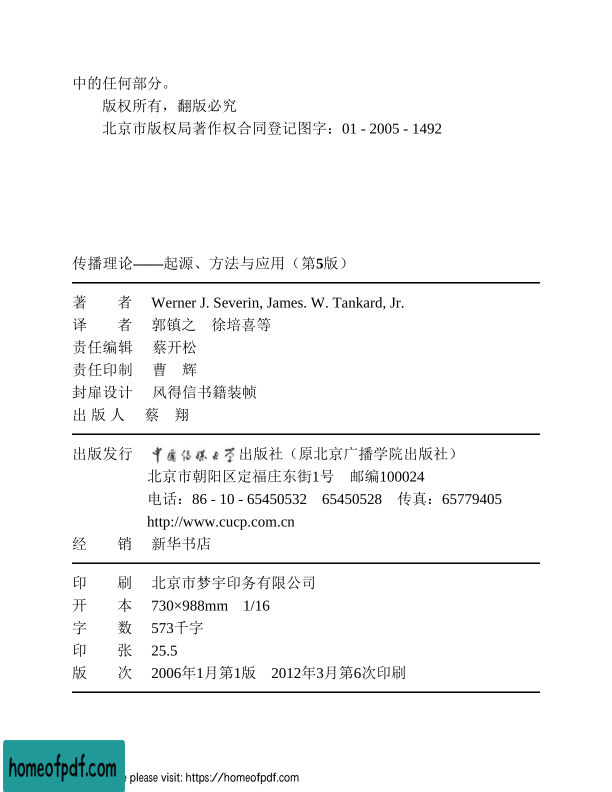 中的任何部分。
版权所有，翻版必究
北京市版权局著作权合同登记图字：01 - 2005 - 1492
传播理论——起源、方法与应用（第5版）
著 者 Werner J. Severin, James. W. Tankard, Jr.
译 者 郭镇之 徐培喜等
责任编辑 蔡开松
责任印制 曹 辉
封扉设计 风得信书籍装帧
出 版 人 蔡 翔
出版发行 中国传媒大学出版社（原北京广播学院出版社）
北京市朝阳区定福庄东街1号 邮编100024
电话：86 - 10 - 65450532 65450528 传真：65779405
http://www.cucp.com.cn
经 销 新华书店
印 刷 北京市梦宇印务有限公司
开 本 730×988mm 1/16
字 数 573千字
印 张 25.5
版 次 2006年1月第1版 2012年3月第6次印刷
homeofpdf.com
please visit: https://homeofpdf.com